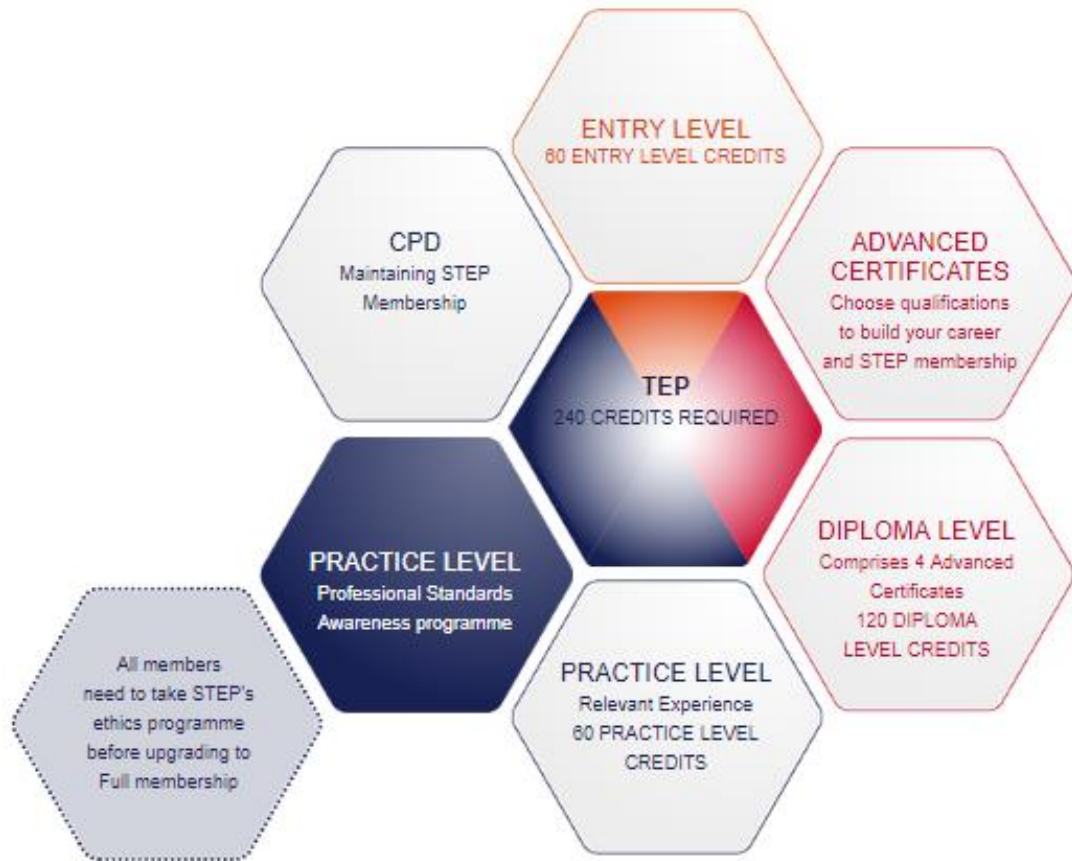 ENTRY LEVEL
60 ENTRY LEVEL CREDITS
CPD
Maintaining STEP
Membership
ADVANCED
CERTIFICATES
Choose qualifications
to build your career
and STEP membership
TEP
240 CREDITS REQUIRED
PRACTICE LEVEL
Professional Standards
Awareness programme
DIPLOMA LEVEL
Comprises 4 Advanced
Certificates
120 DIPLOMA
LEVEL CREDITS
All members
need to take STEP's
ethics programme
before upgrading to
Full membership
PRACTICE LEVEL
Relevant Experience
60 PRACTICE LEVEL
CREDITS